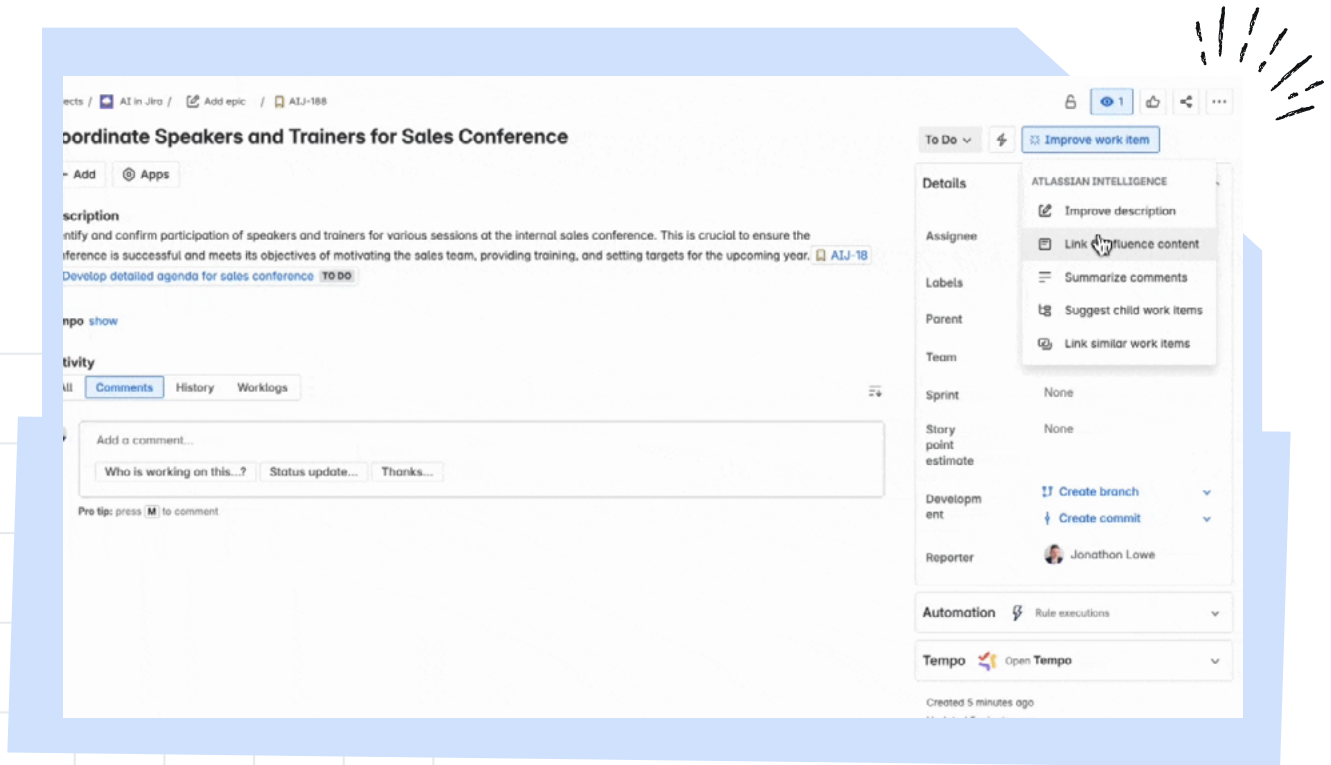 ects / AI in Jira / Add epic / AIJ-188
1
oordinate Speakers and Trainers for Sales Conference
To Do
Improve work item
Add
Apps
Details
ATLASSIAN INTELLIGENCE
Improve description
scription
ntify and confirm participation of speakers and trainers for various sessions at the internal sales conference. This is crucial to ensure the
ference is successful and meets its objectives of motivating the sales team, providing training, and setting targets for the upcoming year. AIJ-18
Develop detailed agenda for sales conference TO DO
Assignee
Link fluence content
Labels
Summarize comments
Parent
Suggest child work items
mpo show
Team
Link similar work items
tivity
All Comments History Worklogs
Sprint
None
Add a comment...
Story point estimate
None
Who is working on this...? Status update... Thanks...
Pro tip: press M to comment
Developm
ent
Create branch
Create commit
Reporter
Jonathon Lowe
Automation Rule executions
Tempo Open Tempo
Created 5 minutes ago